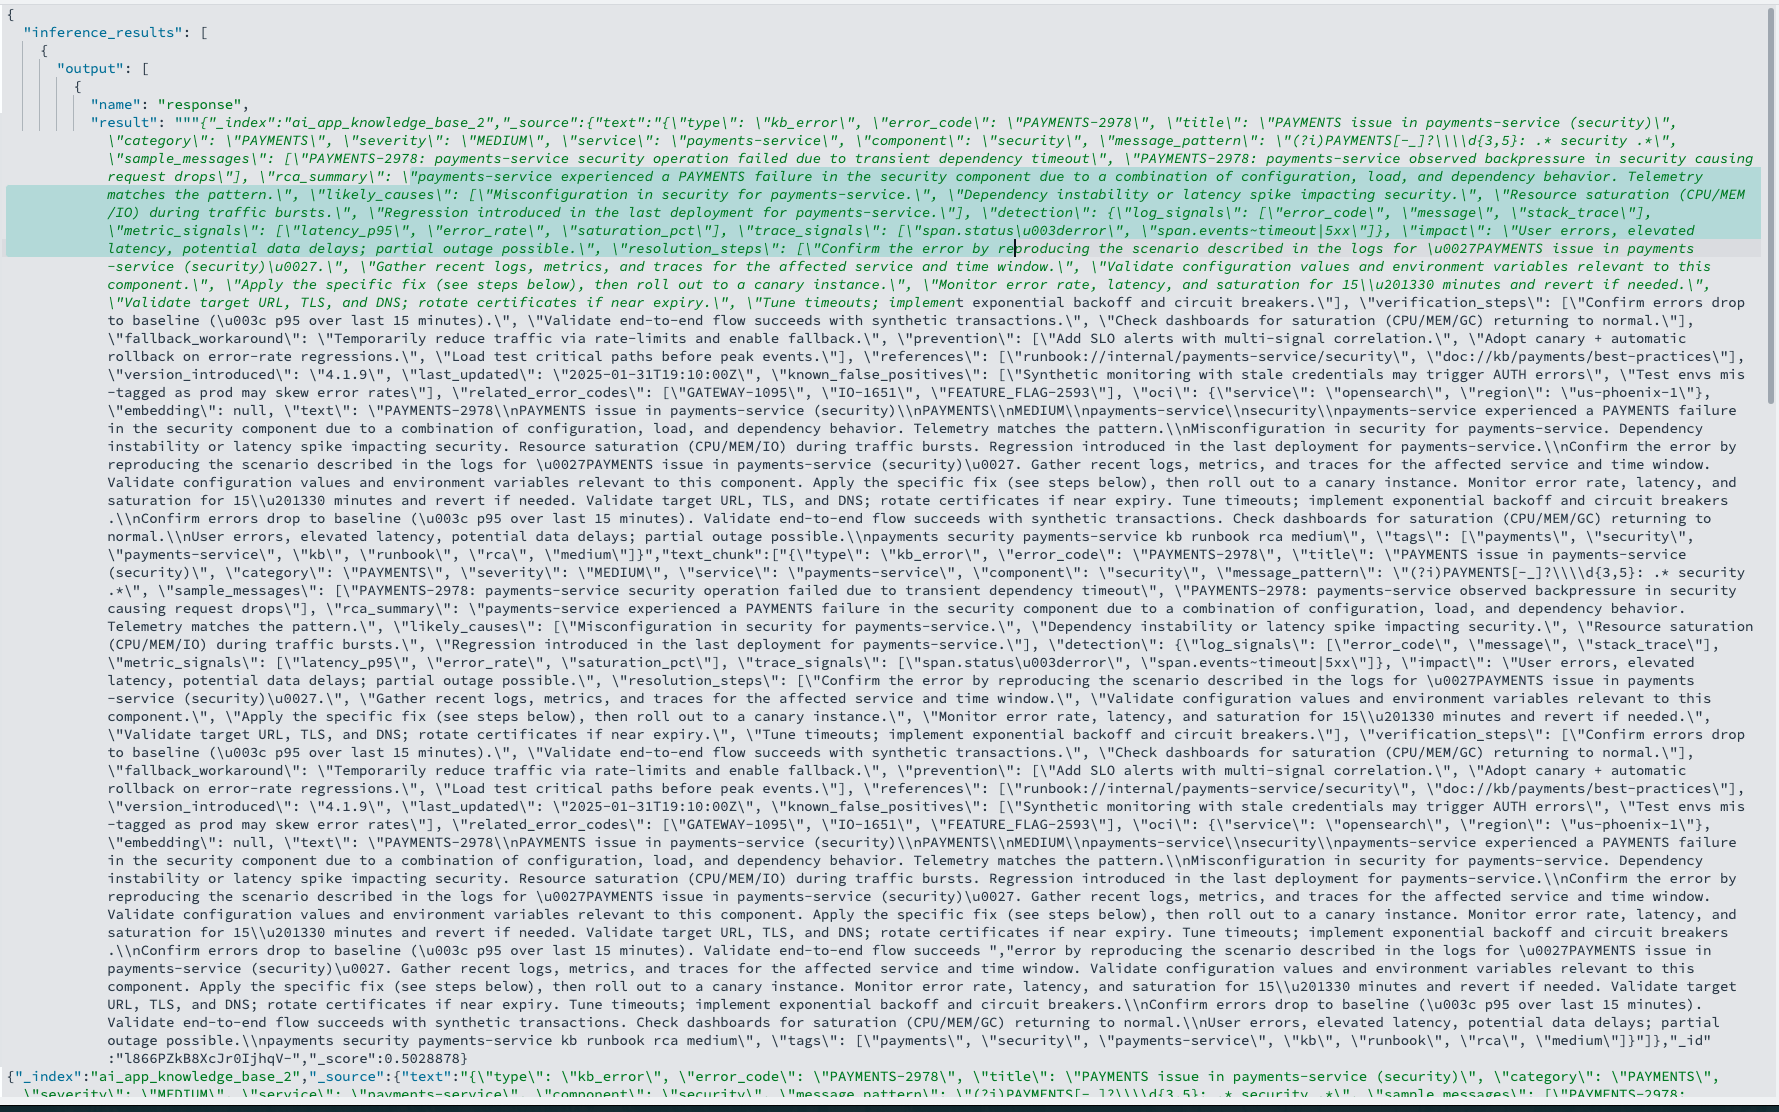 {
"inference_results": [
{
"output": [
{
"name": "response",
"result": """{"_index":"ai_app_knowledge_base_2","_source":{"text":"{\"type\": \"kb_error\", \"error_code\": \"PAYMENTS-2978\", \"title\": \"PAYMENTS issue in payments-service (security)\",
\"category\": \"PAYMENTS\", \"severity\": \"MEDIUM\", \"service\": \"payments-service\", \"component\": \"security\", \"message_pattern\": \"(?i)PAYMENTS[-_]?\\\\d{3,5}: .* security .*\",
\"sample_messages\": [\"PAYMENTS-2978: payments-service security operation failed due to transient dependency timeout\", \"PAYMENTS-2978: payments-service observed backpressure in security causing
request drops\"], \"rca_summary\": \"payments-service experienced a PAYMENTS failure in the security component due to a combination of configuration, load, and dependency behavior. Telemetry
matches the pattern.\", \"likely_causes\": [\"Misconfiguration in security for payments-service.\", \"Dependency instability or latency spike impacting security.\", \"Resource saturation (CPU/MEM
/IO) during traffic bursts.\", \"Regression introduced in the last deployment for payments-service.\"], \"detection\": {\"log_signals\": [\"error_code\", \"message\", \"stack_trace\"],
\"metric_signals\": [\"latency_p95\", \"error_rate\", \"saturation_pct\"], \"trace_signals\": [\"span.status\u003derror\", \"span.events~timeout|5xx\"]}, \"impact\": \"User errors, elevated
latency, potential data delays; partial outage possible.\", \"resolution_steps\": [\"Confirm the error by reproducing the scenario described in the logs for \u0027PAYMENTS issue in payments
-service (security)\u0027.\", \"Gather recent logs, metrics, and traces for the affected service and time window.\", \"Validate configuration values and environment variables relevant to this
component.\", \"Apply the specific fix (see steps below), then roll out to a canary instance.\", \"Monitor error rate, latency, and saturation for 15\\u201330 minutes and revert if needed.\",
\"Validate target URL, TLS, and DNS; rotate certificates if near expiry.\", \"Tune timeouts; implement exponential backoff and circuit breakers.\"], \"verification_steps\": [\"Confirm errors drop
to baseline (\u003c p95 over last 15 minutes).\", \"Validate end-to-end flow succeeds with synthetic transactions.\", \"Check dashboards for saturation (CPU/MEM/GC) returning to normal.\"],
\"fallback_workaround\": \"Temporarily reduce traffic via rate-limits and enable fallback.\", \"prevention\": [\"Add SLO alerts with multi-signal correlation.\", \"Adopt canary + automatic
rollback on error-rate regressions.\", \"Load test critical paths before peak events.\"], \"references\": [\"runbook://internal/payments-service/security\", \"doc://kb/payments/best-practices\"],
\"version_introduced\": \"4.1.9\", \"last_updated\": \"2025-01-31T19:10:00Z\", \"known_false_positives\": [\"Synthetic monitoring with stale credentials may trigger AUTH errors\", \"Test envs mis
-tagged as prod may skew error rates\"], \"related_error_codes\": [\"GATEWAY-1095\", \"IO-1651\", \"FEATURE_FLAG-2593\"], \"oci\": {\"service\": \"opensearch\", \"region\": \"us-phoenix-1\"},
\"embedding\": null, \"text\": \"PAYMENTS-2978\\nPAYMENTS issue in payments-service (security)\\nPAYMENTS\\nMEDIUM\\npayments-service\\nsecurity\\npayments-service experienced a PAYMENTS failure
in the security component due to a combination of configuration, load, and dependency behavior. Telemetry matches the pattern.\\nMisconfiguration in security for payments-service. Dependency
instability or latency spike impacting security. Resource saturation (CPU/MEM/IO) during traffic bursts. Regression introduced in the last deployment for payments-service.\\nConfirm the error by
reproducing the scenario described in the logs for \u0027PAYMENTS issue in payments-service (security)\u0027. Gather recent logs, metrics, and traces for the affected service and time window.
Validate configuration values and environment variables relevant to this component. Apply the specific fix (see steps below), then roll out to a canary instance. Monitor error rate, latency, and
saturation for 15\\u201330 minutes and revert if needed. Validate target URL, TLS, and DNS; rotate certificates if near expiry. Tune timeouts; implement exponential backoff and circuit breakers
.\\nConfirm errors drop to baseline (\u003c p95 over last 15 minutes). Validate end-to-end flow succeeds with synthetic transactions. Check dashboards for saturation (CPU/MEM/GC) returning to
normal.\\nUser errors, elevated latency, potential data delays; partial outage possible.\\npayments security payments-service kb runbook rca medium\", \"tags\": [\"payments\", \"security\",
\"payments-service\", \"kb\", \"runbook\", \"rca\", \"medium\"]}","text_chunk":["{\"type\": \"kb_error\", \"error_code\": \"PAYMENTS-2978\", \"title\": \"PAYMENTS issue in payments-service
(security)\", \"category\": \"PAYMENTS\", \"severity\": \"MEDIUM\", \"service\": \"payments-service\", \"component\": \"security\", \"message_pattern\": \"(?i)PAYMENTS[-_]?\\\\d{3,5}: .* security
.*\", \"sample_messages\": [\"PAYMENTS-2978: payments-service security operation failed due to transient dependency timeout\", \"PAYMENTS-2978: payments-service observed backpressure in security
causing request drops\"], \"rca_summary\": \"payments-service experienced a PAYMENTS failure in the security component due to a combination of configuration, load, and dependency behavior.
Telemetry matches the pattern.\", \"likely_causes\": [\"Misconfiguration in security for payments-service.\", \"Dependency instability or latency spike impacting security.\", \"Resource saturation
(CPU/MEM/IO) during traffic bursts.\", \"Regression introduced in the last deployment for payments-service.\"], \"detection\": {\"log_signals\": [\"error_code\", \"message\", \"stack_trace\"],
\"metric_signals\": [\"latency_p95\", \"error_rate\", \"saturation_pct\"], \"trace_signals\": [\"span.status\u003derror\", \"span.events~timeout|5xx\"]}, \"impact\": \"User errors, elevated
latency, potential data delays; partial outage possible.\", \"resolution_steps\": [\"Confirm the error by reproducing the scenario described in the logs for \u0027PAYMENTS issue in payments
-service (security)\u0027.\", \"Gather recent logs, metrics, and traces for the affected service and time window.\", \"Validate configuration values and environment variables relevant to this
component.\", \"Apply the specific fix (see steps below), then roll out to a canary instance.\", \"Monitor error rate, latency, and saturation for 15\\u201330 minutes and revert if needed.\",
\"Validate target URL, TLS, and DNS; rotate certificates if near expiry.\", \"Tune timeouts; implement exponential backoff and circuit breakers.\"], \"verification_steps\": [\"Confirm errors drop
to baseline (\u003c p95 over last 15 minutes).\", \"Validate end-to-end flow succeeds with synthetic transactions.\", \"Check dashboards for saturation (CPU/MEM/GC) returning to normal.\"],
\"fallback_workaround\": \"Temporarily reduce traffic via rate-limits and enable fallback.\", \"prevention\": [\"Add SLO alerts with multi-signal correlation.\", \"Adopt canary + automatic
rollback on error-rate regressions.\", \"Load test critical paths before peak events.\"], \"references\": [\"runbook://internal/payments-service/security\", \"doc://kb/payments/best-practices\"],
\"version_introduced\": \"4.1.9\", \"last_updated\": \"2025-01-31T19:10:00Z\", \"known_false_positives\": [\"Synthetic monitoring with stale credentials may trigger AUTH errors\", \"Test envs mis
-tagged as prod may skew error rates\"], \"related_error_codes\": [\"GATEWAY-1095\", \"IO-1651\", \"FEATURE_FLAG-2593\"], \"oci\": {\"service\": \"opensearch\", \"region\": \"us-phoenix-1\"},
\"embedding\": null, \"text\": \"PAYMENTS-2978\\nPAYMENTS issue in payments-service (security)\\nPAYMENTS\\nMEDIUM\\npayments-service\\nsecurity\\npayments-service experienced a PAYMENTS failure
in the security component due to a combination of configuration, load, and dependency behavior. Telemetry matches the pattern.\\nMisconfiguration in security for payments-service. Dependency
instability or latency spike impacting security. Resource saturation (CPU/MEM/IO) during traffic bursts. Regression introduced in the last deployment for payments-service.\\nConfirm the error by
reproducing the scenario described in the logs for \u0027PAYMENTS issue in payments-service (security)\u0027. Gather recent logs, metrics, and traces for the affected service and time window.
Validate configuration values and environment variables relevant to this component. Apply the specific fix (see steps below), then roll out to a canary instance. Monitor error rate, latency, and
saturation for 15\\u201330 minutes and revert if needed. Validate target URL, TLS, and DNS; rotate certificates if near expiry. Tune timeouts; implement exponential backoff and circuit breakers
.\\nConfirm errors drop to baseline (\u003c p95 over last 15 minutes). Validate end-to-end flow succeeds ","error by reproducing the scenario described in the logs for \u0027PAYMENTS issue in
payments-service (security)\u0027. Gather recent logs, metrics, and traces for the affected service and time window. Validate configuration values and environment variables relevant to this
component. Apply the specific fix (see steps below), then roll out to a canary instance. Monitor error rate, latency, and saturation for 15\\u201330 minutes and revert if needed. Validate target
URL, TLS, and DNS; rotate certificates if near expiry. Tune timeouts; implement exponential backoff and circuit breakers.\\nConfirm errors drop to baseline (\u003c p95 over last 15 minutes).
Validate end-to-end flow succeeds with synthetic transactions. Check dashboards for saturation (CPU/MEM/GC) returning to normal.\\nUser errors, elevated latency, potential data delays; partial
outage possible.\\npayments security payments-service kb runbook rca medium\", \"tags\": [\"payments\", \"security\", \"payments-service\", \"kb\", \"runbook\", \"rca\", \"medium\"]}"]},"_id"
:"l866PZkB8XcJr0IjhqV-","_score":0.5028878}
{"_index":"ai_app_knowledge_base_2","_source":{"text":"{\"type\": \"kb_error\", \"error_code\": \"PAYMENTS-2978\", \"title\": \"PAYMENTS issue in payments-service (security)\", \"category\": \"PAYMENTS\",
\"severity\": \"MEDIUM\", \"service\": \"payments-service\", \"component\": \"security\", \"message_pattern\": \"(?i)PAYMENTS[-_]?\\\\d{3,5}: .* security .*\", \"sample_messages\": [\"PAYMENTS-2978: